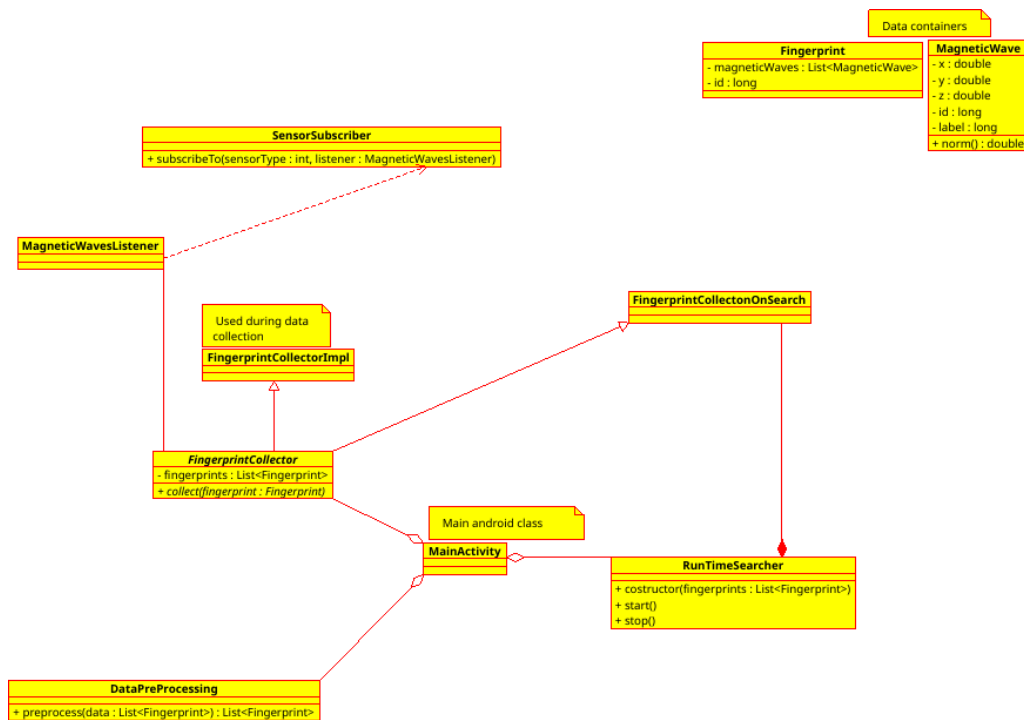 Data containers
Fingerprint
- magneticWaves : List<MagneticWave>
- id : long
MagneticWave
- x : double
- y : double
- z : double
- id : long
- label : long
+ norm() : double
SensorSubscriber
+ subscribeTo(sensorType : int, listener : MagneticWavesListener)
MagneticWavesListener
FingerprintCollectonOnSearch
Used during data
collection
FingerprintCollectorImpl
FingerprintCollector
- fingerprints : List<Fingerprint>
+ collect(fingerprint : Fingerprint)
Main android class
MainActivity
RunTimeSearcher
+ costructor(fingerprints : List<Fingerprint>)
+ start()
+ stop()
DataPreProcessing
+ preprocess(data : List<Fingerprint>) : List<Fingerprint>